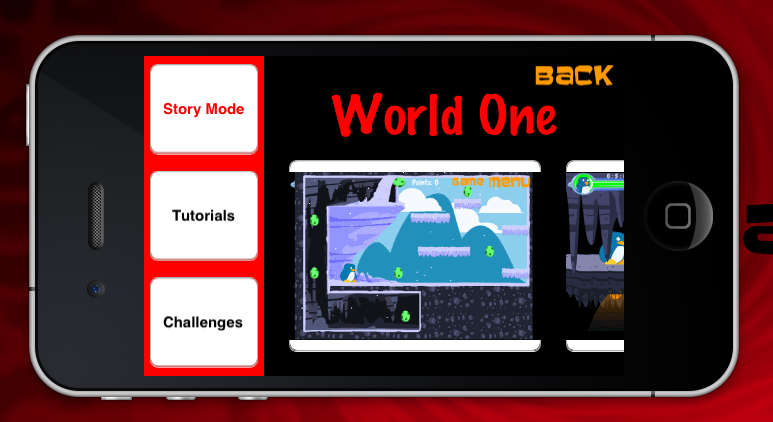 BACK
World One
Story Mode
Tutorials
Challenges
Points: 0
Game MENU